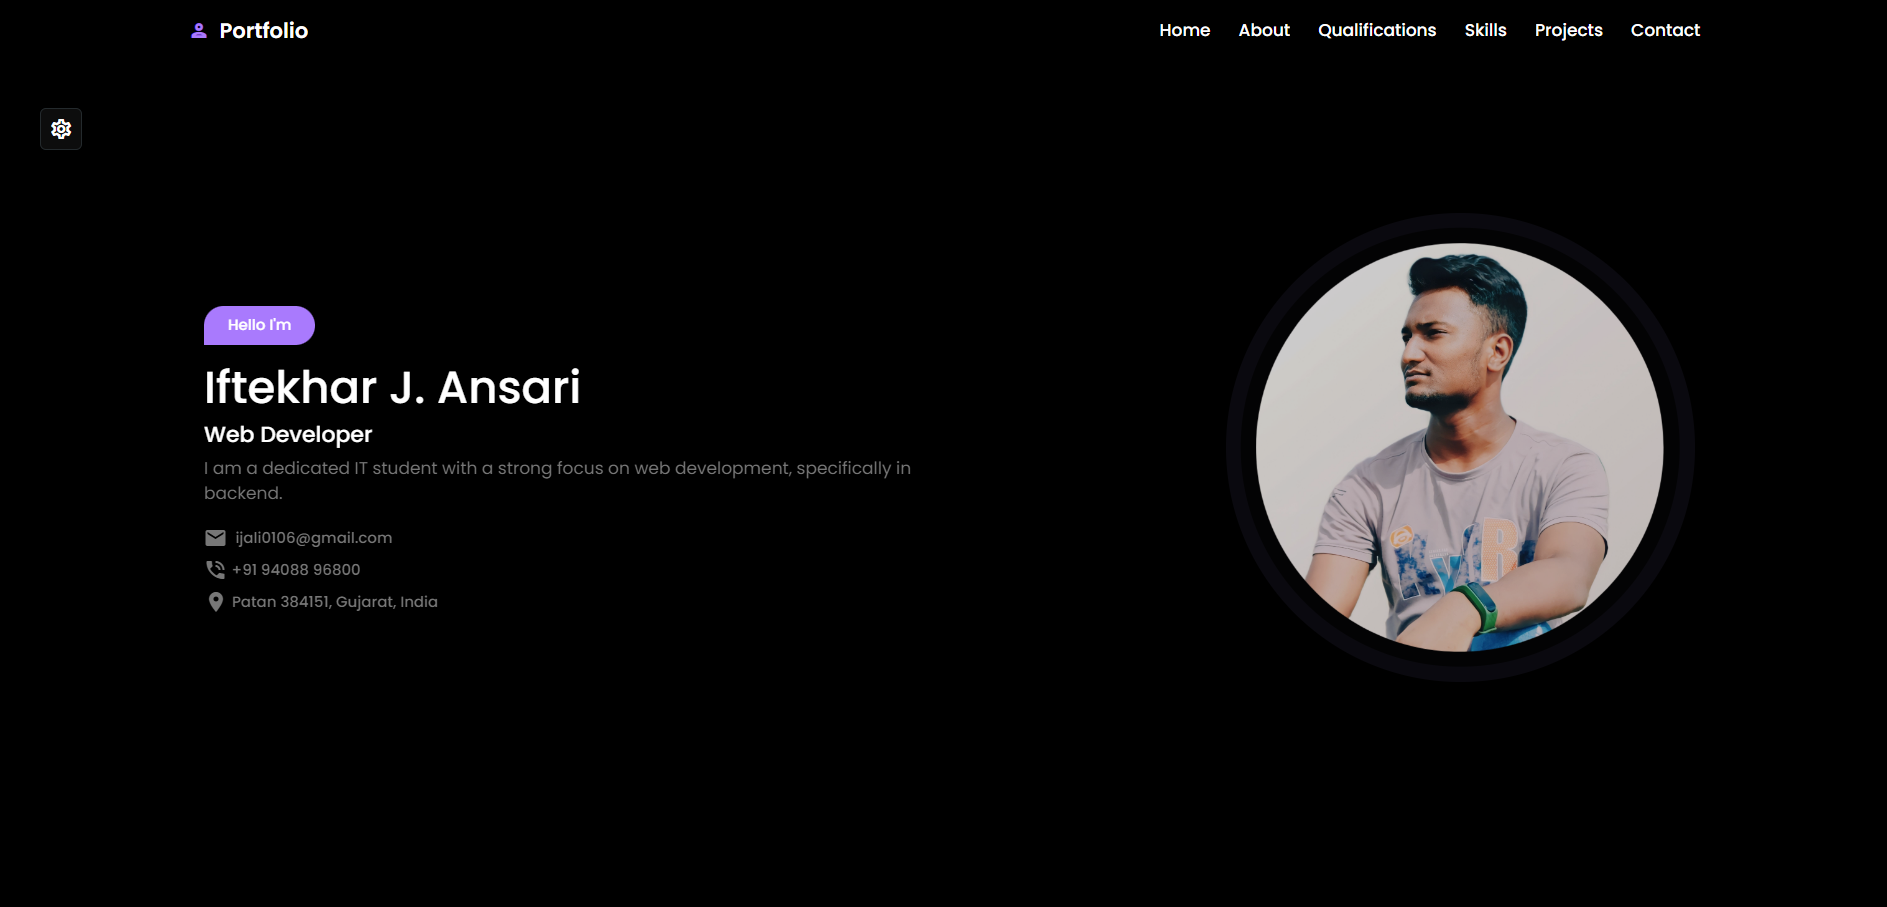 Portfolio
Home About Qualifications Skills Projects Contact
Hello I'm
Iftekhar J. Ansari
Web Developer
I am a dedicated IT student with a strong focus on web development, specifically in
backend.
ijali0106@gmail.com
+91 94088 96800
Patan 384151, Gujarat, India